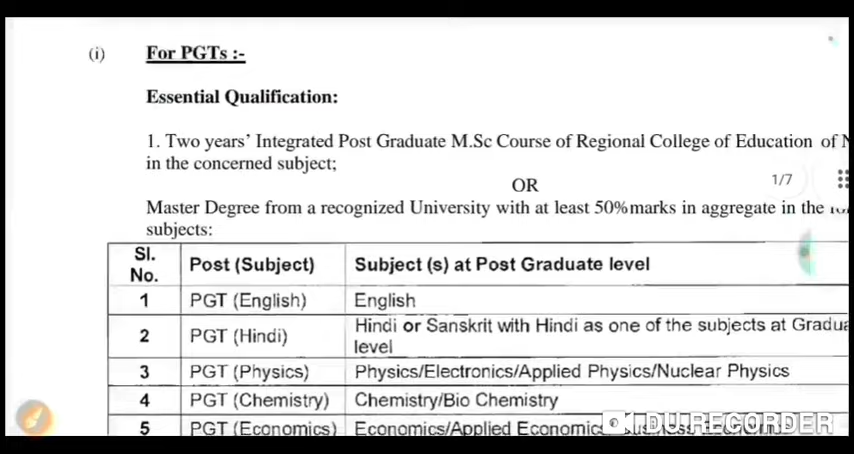 (i) For PGTs :-
Essential Qualification:
1. Two years' Integrated Post Graduate M.Sc Course of Regional College of Education of
in the concerned subject;
OR
1/7
Master Degree from a recognized University with at least 50%marks in aggregate in the
subjects:
Sl. No. Post (Subject) Subject (s) at Post Graduate level
1 PGT (English) English
2 PGT (Hindi) Hindi or Sanskrit with Hindi as one of the subjects at
level
3 PGT (Physics) Physics/Electronics/Applied Physics/Nuclear Physics
4 PGT (Chemistry) Chemistry/Bio Chemistry
5 PGT (Economics) Economics/Applied
DU RECORDER